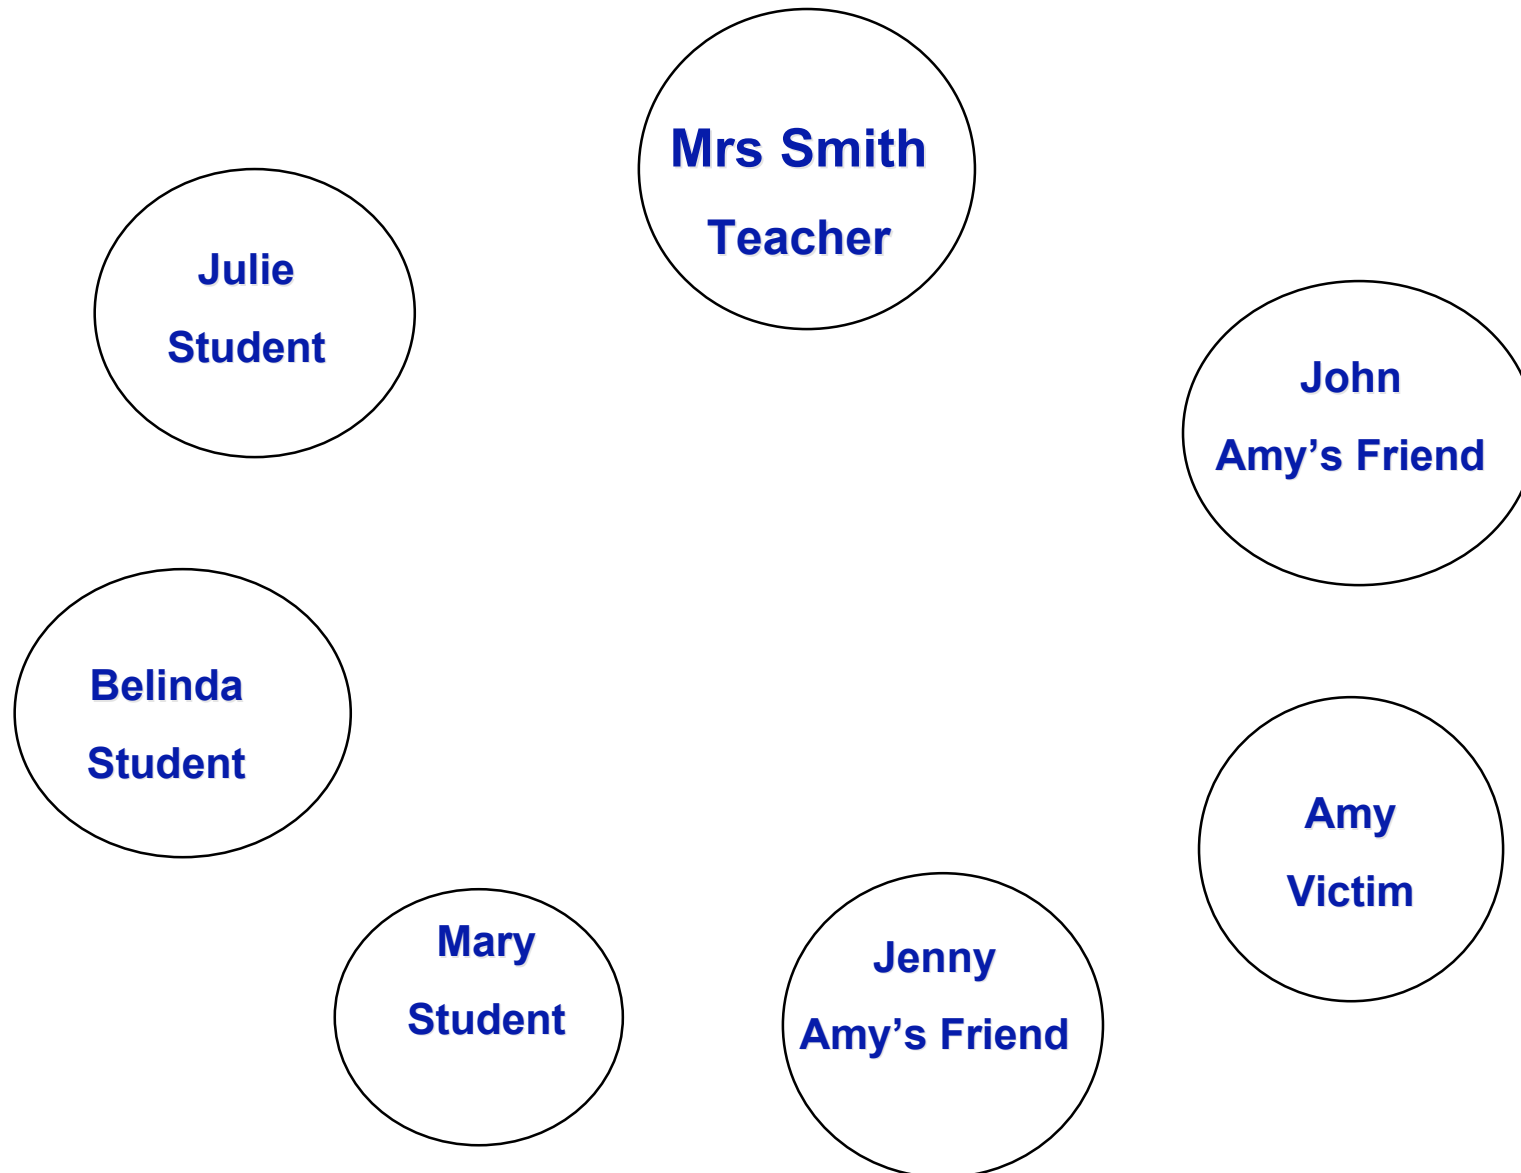 Mrs Smith
Teacher
Julie
Student
John
Amy’s Friend
Belinda
Student
Amy
Victim
Mary
Student
Jenny
Amy’s Friend